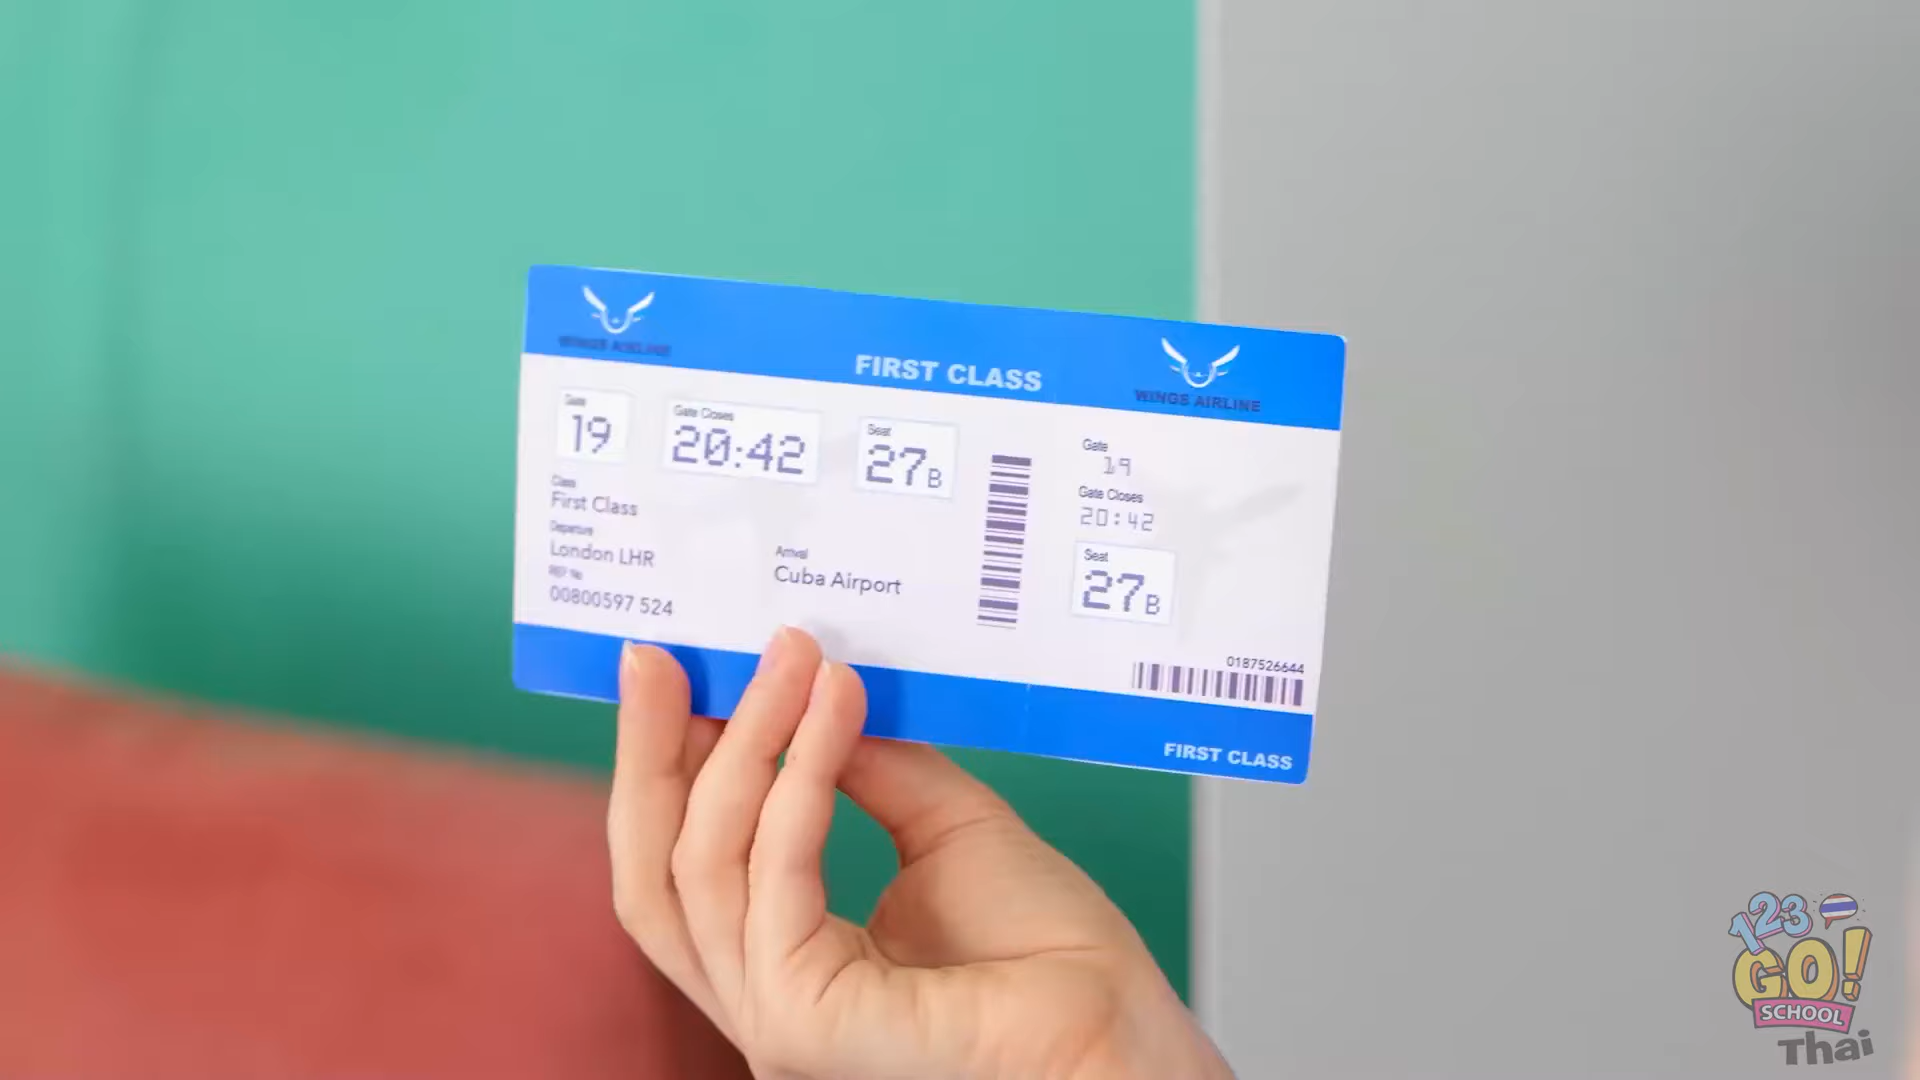 WINGS AIRLINE
FIRST CLASS
WINGS AIRLINE
Gate
19
Gate Closes
20:42
Seat
27B
Class
First Class
Departure
London LHR
REF No
00800597 524
Arrival
Cuba Airport
Gate
19
Gate Closes
20:42
Seat
27B
0187526644
FIRST CLASS
123
GO!
SCHOOL
Thai